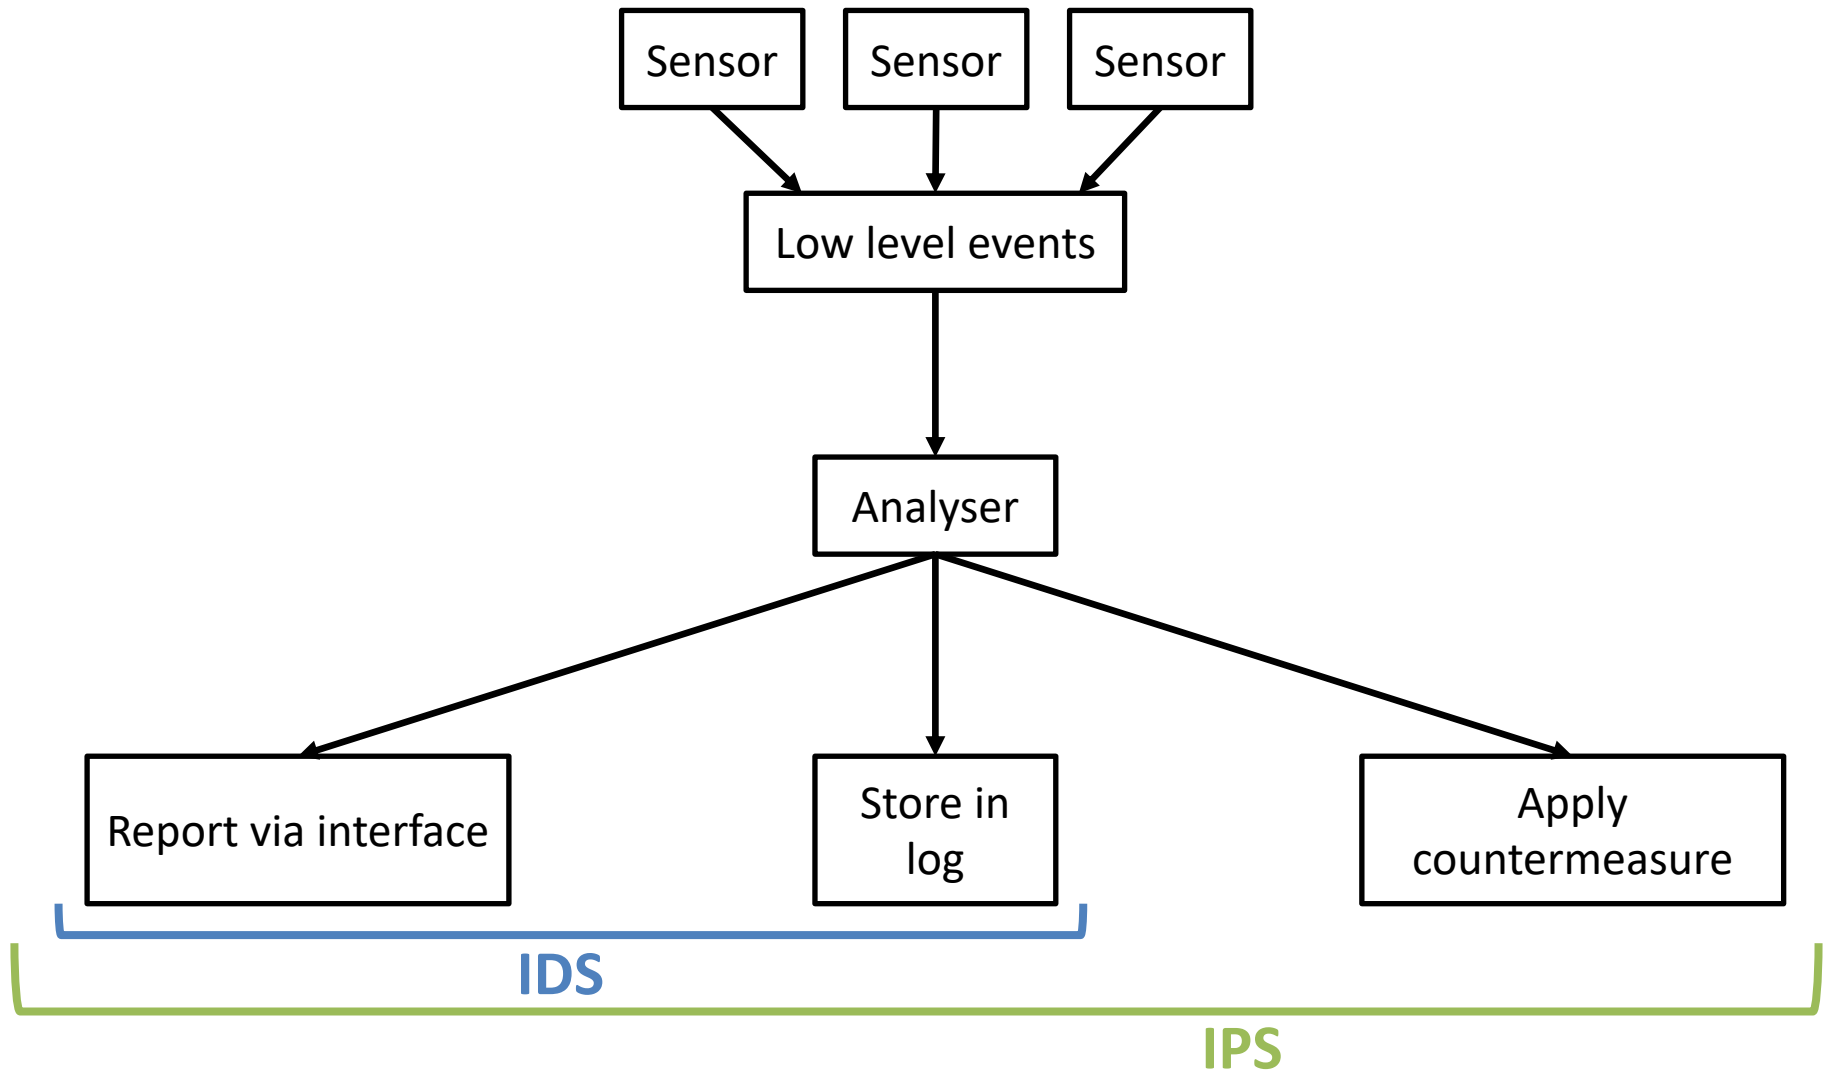 Sensor
Sensor
Sensor
Low level events
Analyser
Report via interface
Store in
log
Apply
countermeasure
IDS
IPS